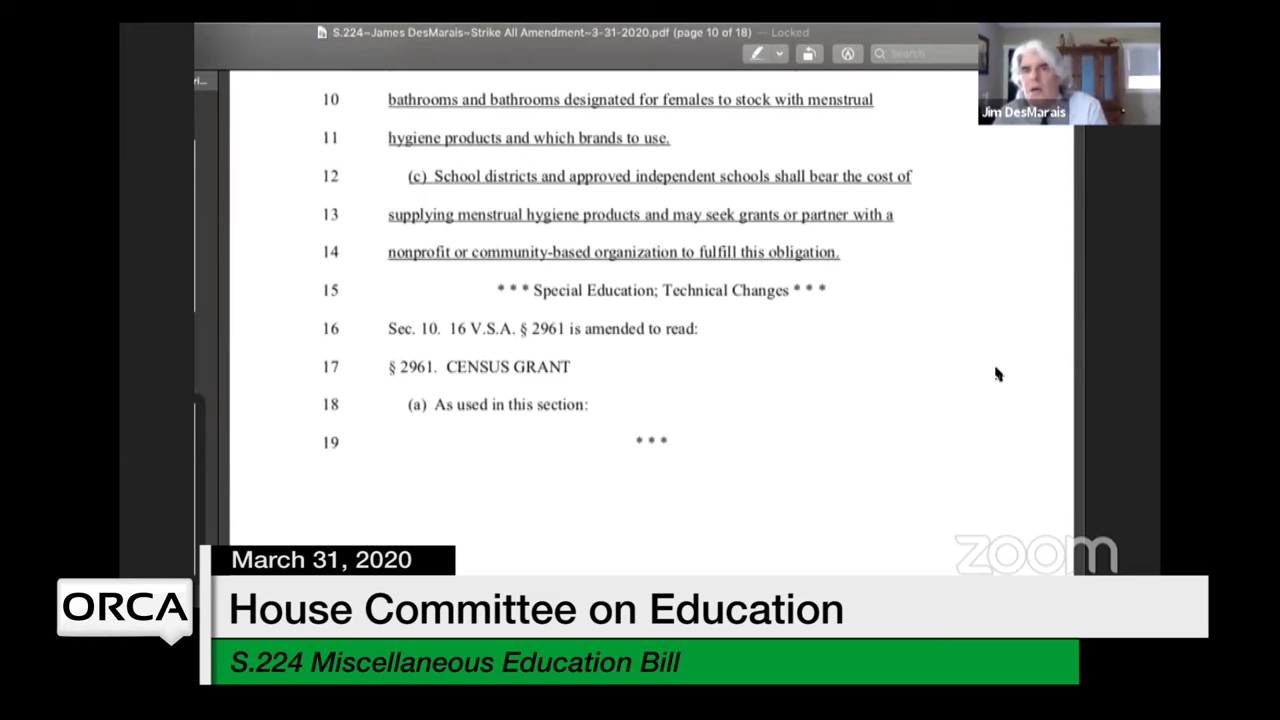 S.224~James DesMarais~Strike All Amendment~3-31-2020.pdf (page 10 of 18) — Locked
Search
ri...
Jim DesMarais
10 bathrooms and bathrooms designated for females to stock with menstrual
11 hygiene products and which brands to use.
12 (c) School districts and approved independent schools shall bear the cost of
13 supplying menstrual hygiene products and may seek grants or partner with a
14 nonprofit or community-based organization to fulfill this obligation.
15 * * * Special Education; Technical Changes * * *
16 Sec. 10. 16 V.S.A. § 2961 is amended to read:
17 § 2961. CENSUS GRANT
18 (a) As used in this section:
19 * * *
zoom
March 31, 2020
ORCA
House Committee on Education
S.224 Miscellaneous Education Bill